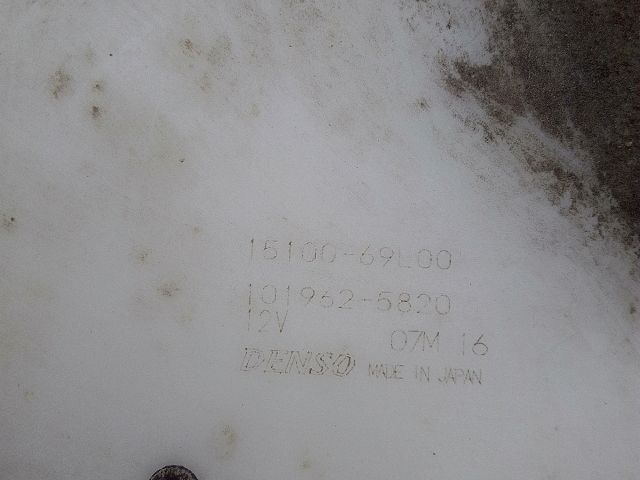 15100-69L00
101962-5820
12V
07M 16
DENSO MADE IN JAPAN